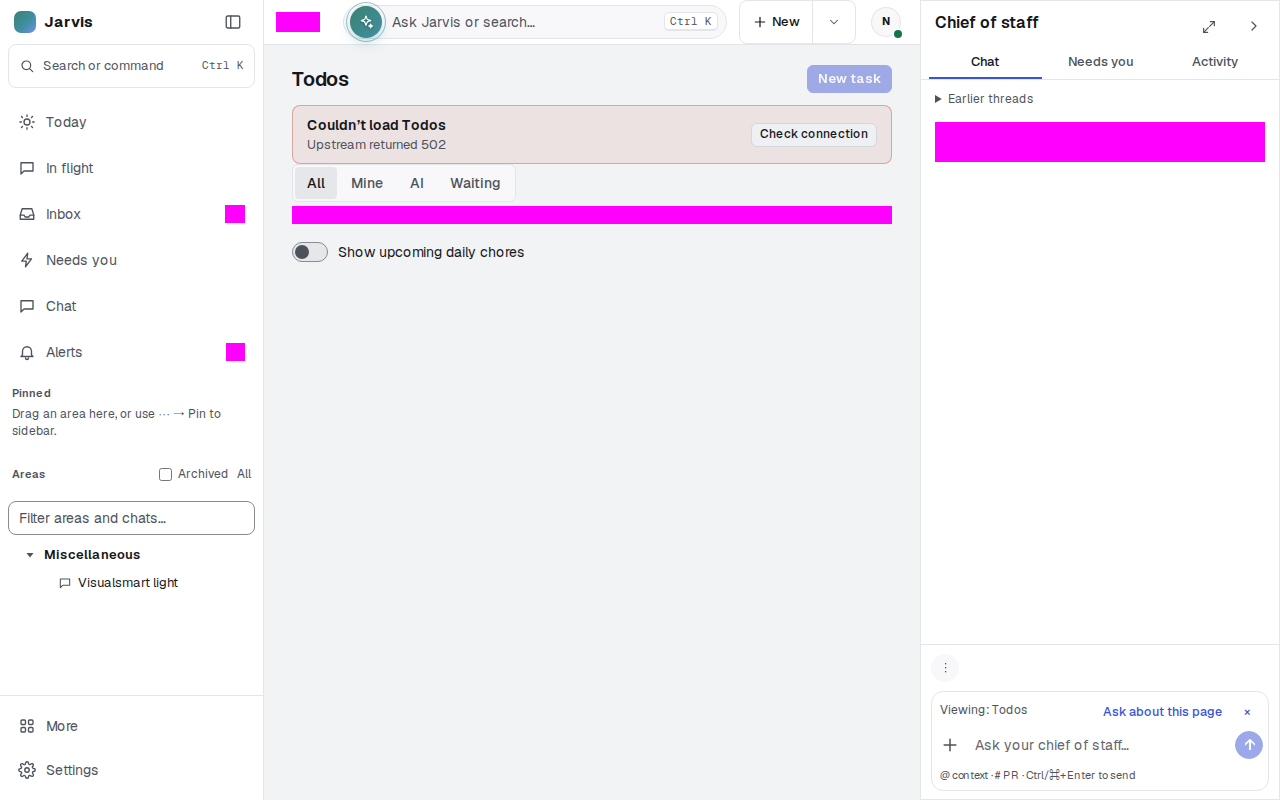 Jarvis
Search or command Ctrl K
Today
In flight
Inbox
Needs you
Chat
Alerts
Pinned
Drag an area here, or use ··· → Pin to
sidebar.
Areas Archived All
Filter areas and chats…
Miscellaneous
Visualsmart light
More
Settings
Ask Jarvis or search… Ctrl K
New
N
Todos
New task
Couldn’t load Todos
Upstream returned 502
Check connection
All Mine AI Waiting
Show upcoming daily chores
Chief of staff
Chat Needs you Activity
Earlier threads
Viewing: Todos Ask about this page ×
Ask your chief of staff…
@ context · # PR · Ctrl/⌘+Enter to send